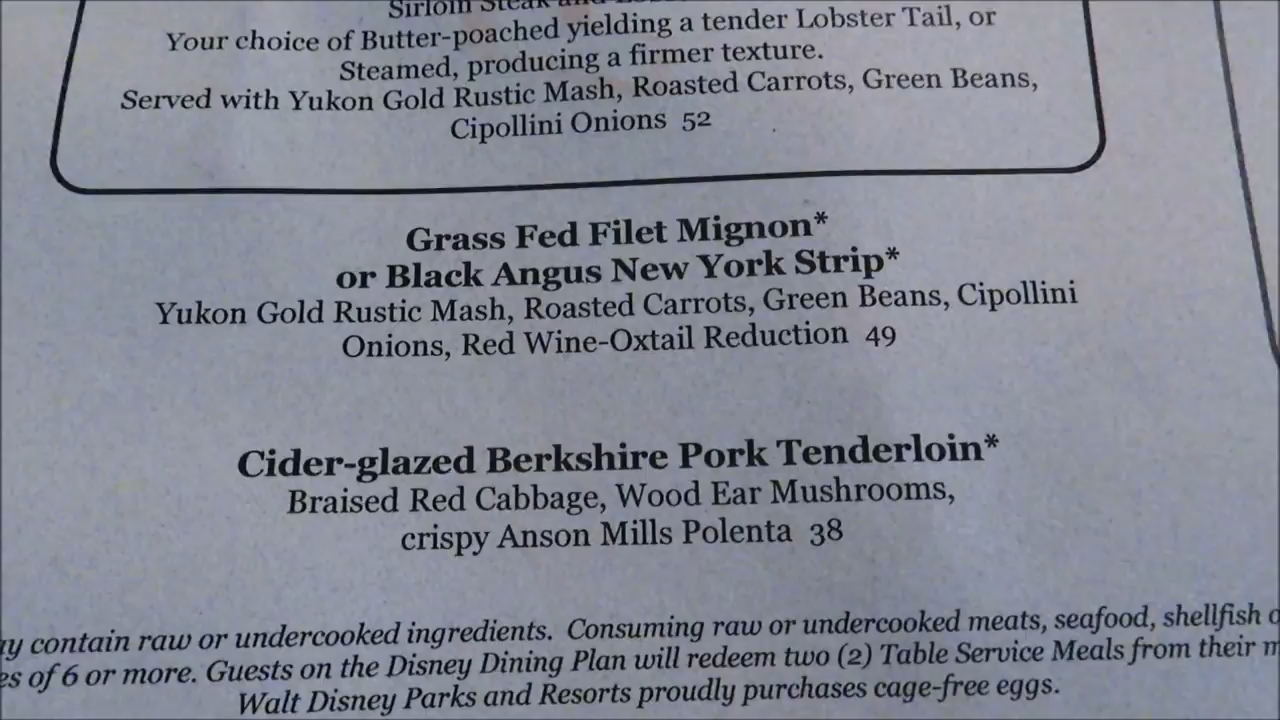 Sirloin Steak and
Your choice of Butter-poached yielding a tender Lobster Tail, or
Steamed, producing a firmer texture.
Served with Yukon Gold Rustic Mash, Roasted Carrots, Green Beans,
Cipollini Onions 52
Grass Fed Filet Mignon*
or Black Angus New York Strip*
Yukon Gold Rustic Mash, Roasted Carrots, Green Beans, Cipollini
Onions, Red Wine-Oxtail Reduction 49
Cider-glazed Berkshire Pork Tenderloin*
Braised Red Cabbage, Wood Ear Mushrooms,
crispy Anson Mills Polenta 38
contain raw or undercooked ingredients. Consuming raw or undercooked meats, seafood, shellfish
of 6 or more. Guests on the Disney Dining Plan will redeem two (2) Table Service Meals from their
Walt Disney Parks and Resorts proudly purchases cage-free eggs.